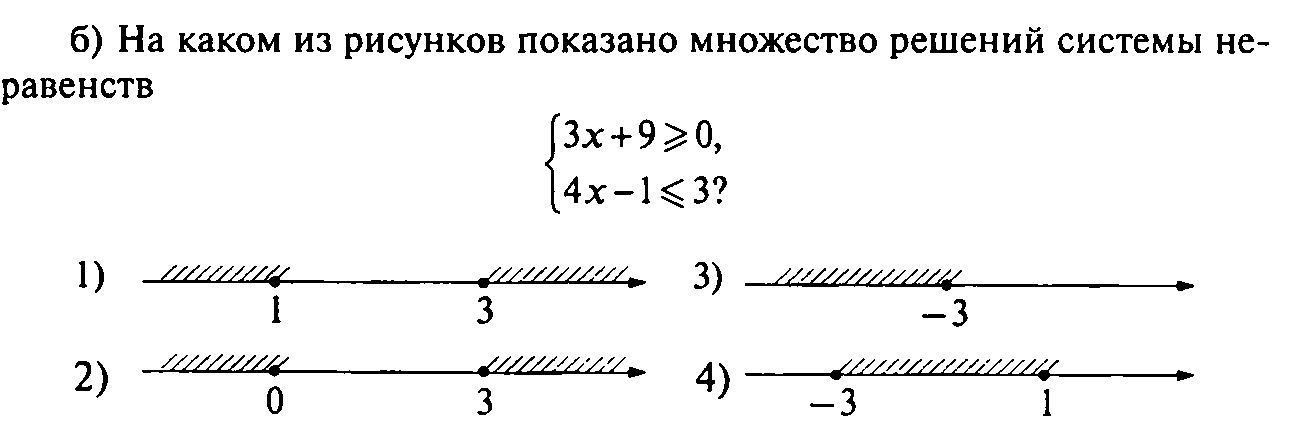 б) На каком из рисунков показано множество решений системы не-
равенств
3x+9⩾0,
4x−1⩽3?
1)
1 3
3)
−3
2)
0 3
4)
−3 1